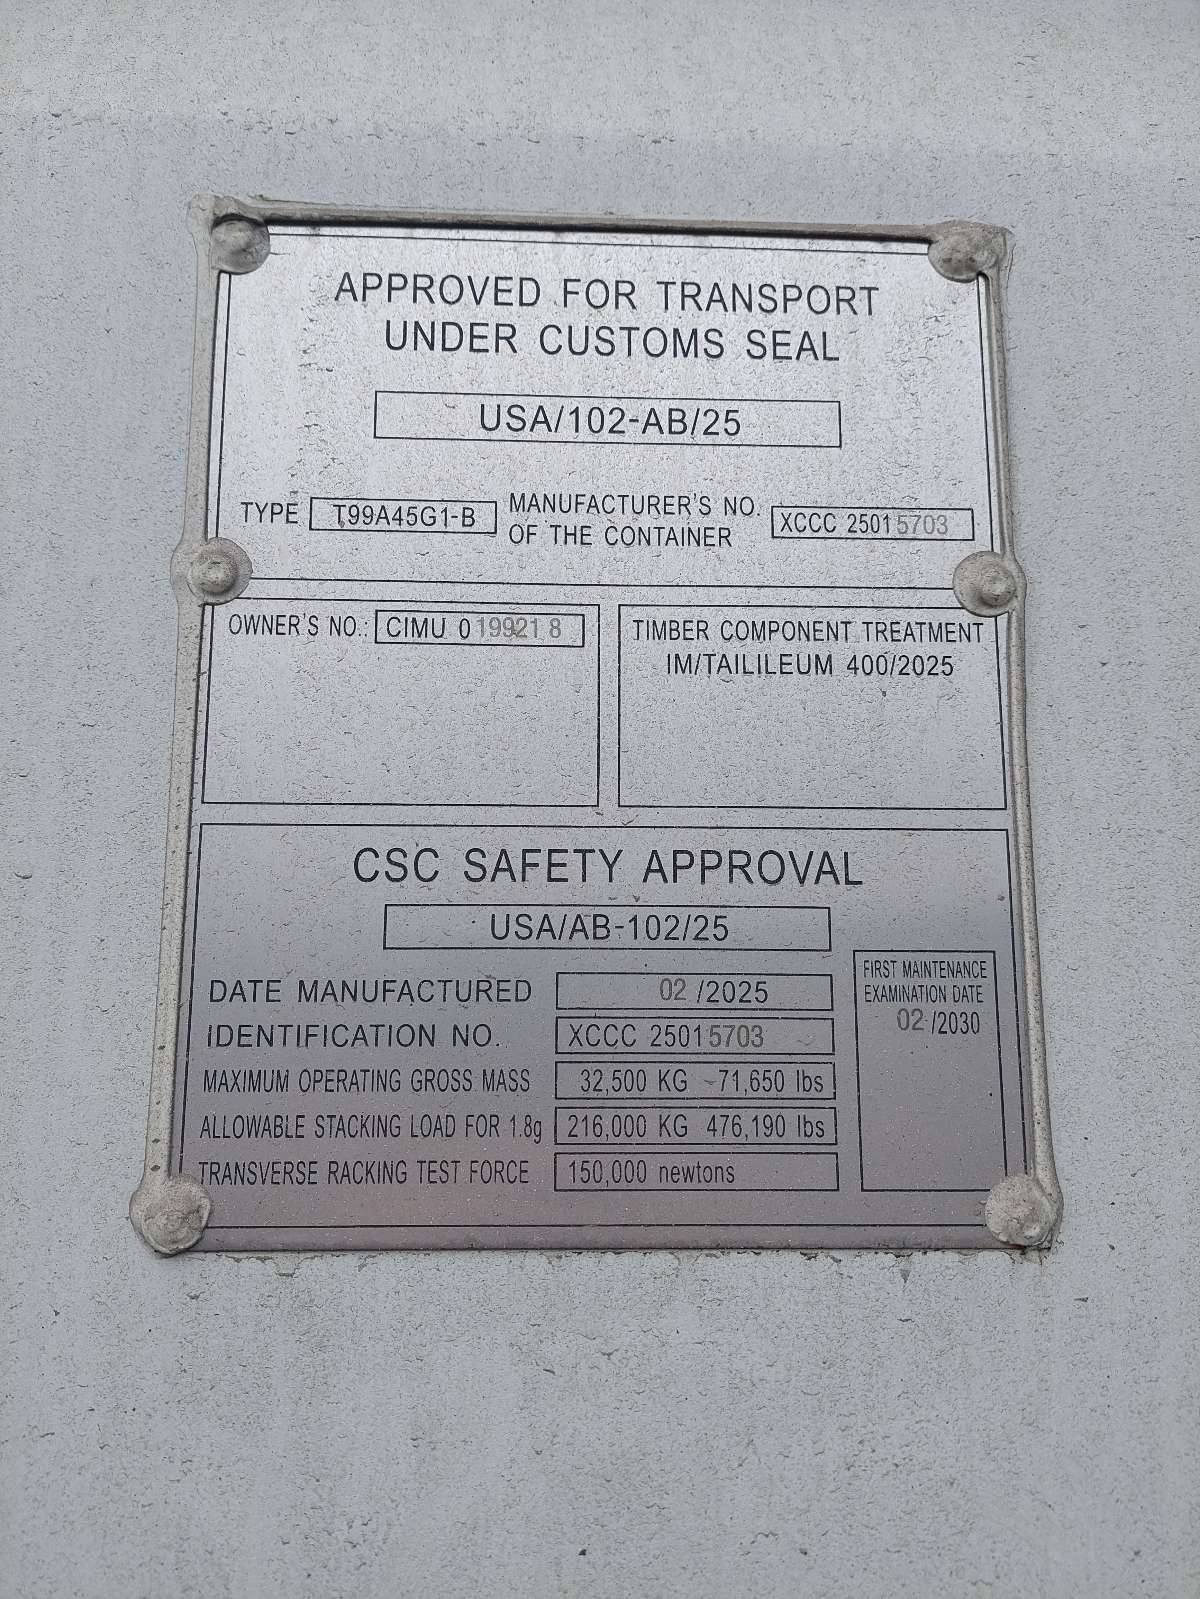 APPROVED FOR TRANSPORT
UNDER CUSTOMS SEAL
USA/102-AB/25
TYPE T99A45G1-B MANUFACTURER'S NO. OF THE CONTAINER XCCC 25015703
OWNER'S NO.: CIMU 019921 8
TIMBER COMPONENT TREATMENT
IM/TAILILEUM 400/2025
CSC SAFETY APPROVAL
USA/AB-102/25
DATE MANUFACTURED 02 /2025
IDENTIFICATION NO. XCCC 25015703
MAXIMUM OPERATING GROSS MASS 32,500 KG 71,650 lbs
ALLOWABLE STACKING LOAD FOR 1.8g 216,000 KG 476,190 lbs
TRANSVERSE RACKING TEST FORCE 150,000 newtons
FIRST MAINTENANCE
EXAMINATION DATE
02 /2030